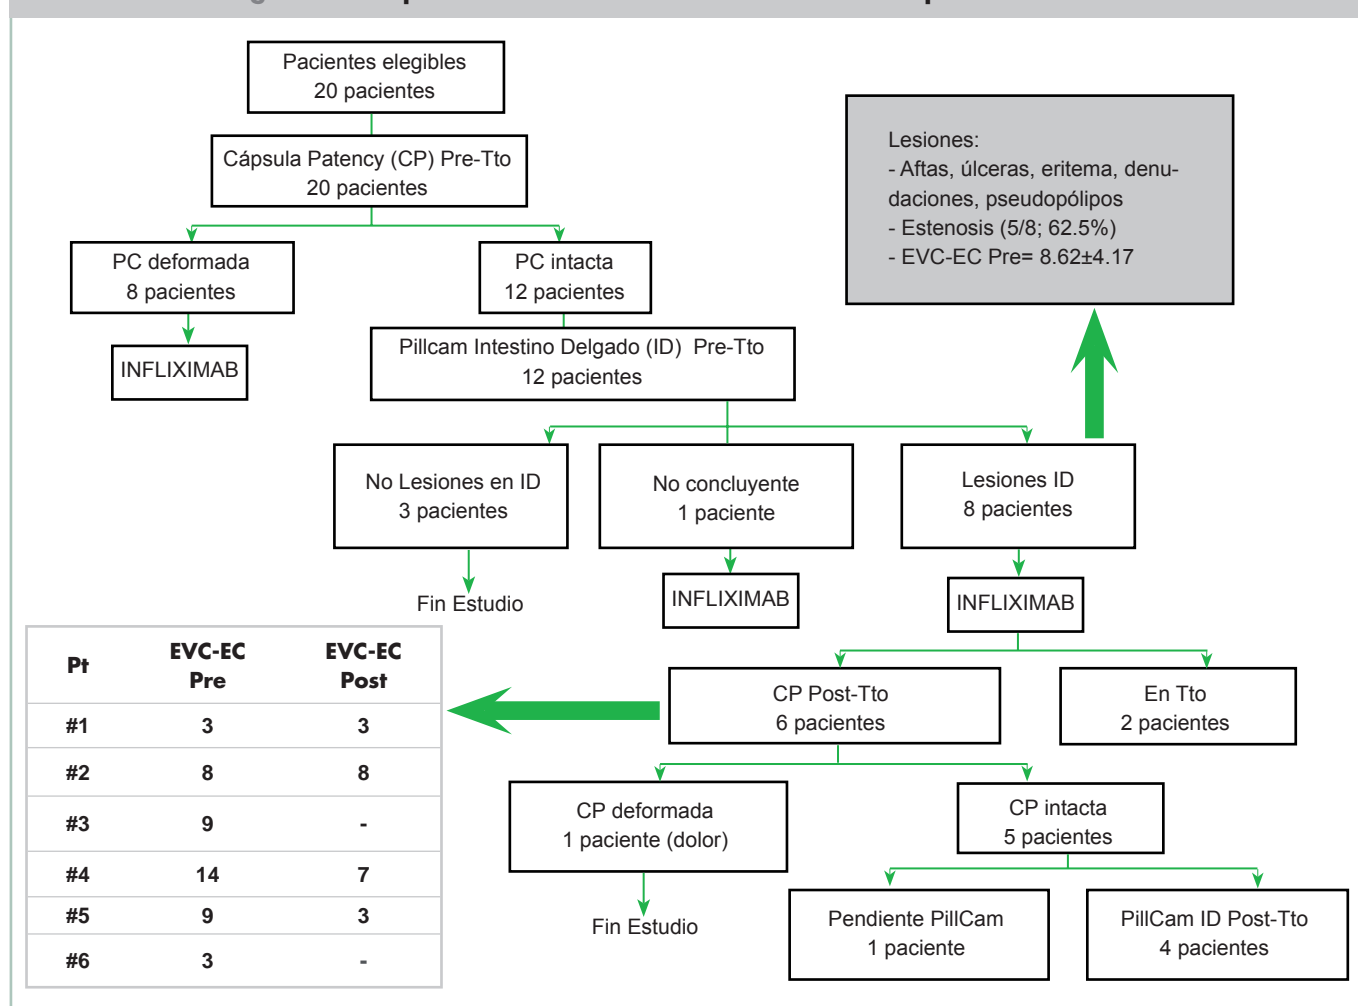 Pacientes elegibles
20 pacientes
Cápsula Patency (CP) Pre-Tto
20 pacientes
Lesiones:
- Aftas, úlceras, eritema, denu-
daciones, pseudopólipos
- Estenosis (5/8; 62.5%)
- EVC-EC Pre= 8.62±4.17
PC deformada
8 pacientes
PC intacta
12 pacientes
INFLIXIMAB
Pillcam Intestino Delgado (ID) Pre-Tto
12 pacientes
No Lesiones en ID
3 pacientes
No concluyente
1 paciente
Lesiones ID
8 pacientes
Fin Estudio
INFLIXIMAB
INFLIXIMAB
CP Post-Tto
6 pacientes
En Tto
2 pacientes
CP deformada
1 paciente (dolor)
CP intacta
5 pacientes
Fin Estudio
Pendiente PillCam
1 paciente
PillCam ID Post-Tto
4 pacientes
Pt EVC-EC Pre EVC-EC Post
#1 3 3
#2 8 8
#3 9 -
#4 14 7
#5 9 3
#6 3 -